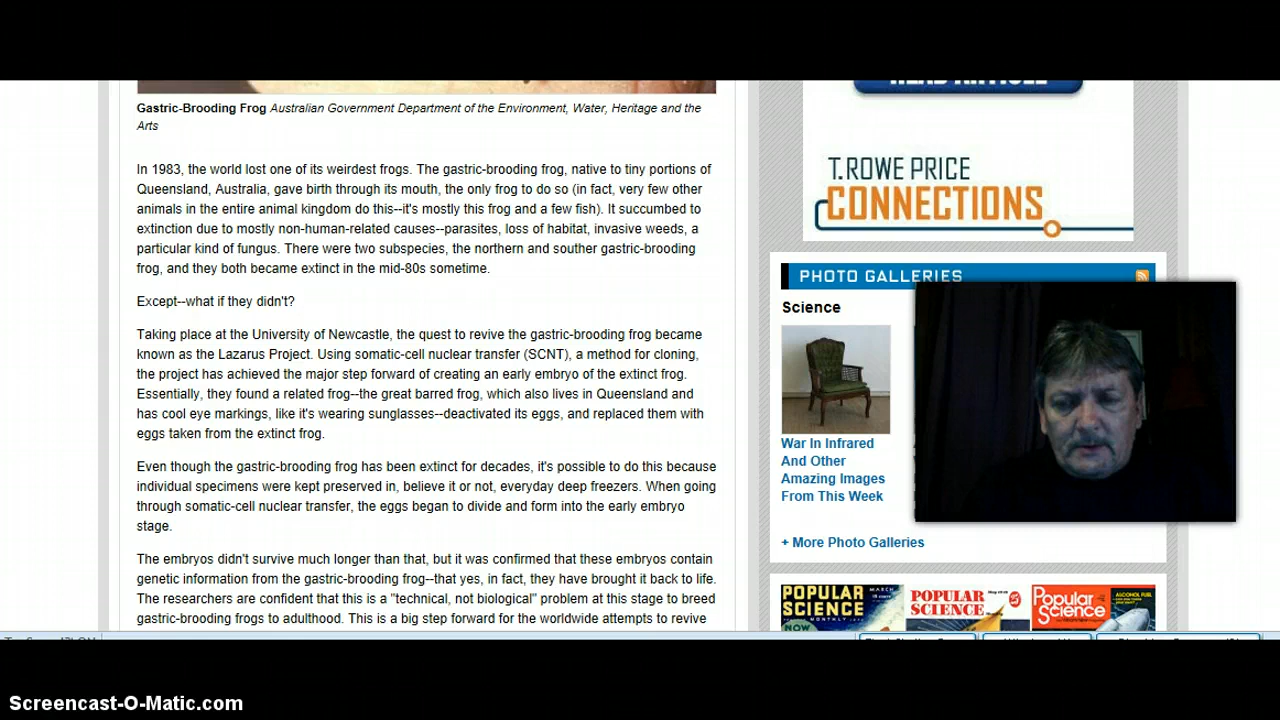 READ ARTICLE
Gastric-Brooding Frog Australian Government Department of the Environment, Water, Heritage and the
Arts
In 1983, the world lost one of its weirdest frogs. The gastric-brooding frog, native to tiny portions of
Queensland, Australia, gave birth through its mouth, the only frog to do so (in fact, very few other
animals in the entire animal kingdom do this--it's mostly this frog and a few fish). It succumbed to
extinction due to mostly non-human-related causes--parasites, loss of habitat, invasive weeds, a
particular kind of fungus. There were two subspecies, the northern and souther gastric-brooding
frog, and they both became extinct in the mid-80s sometime.
Except--what if they didn't?
Taking place at the University of Newcastle, the quest to revive the gastric-brooding frog became
known as the Lazarus Project. Using somatic-cell nuclear transfer (SCNT), a method for cloning,
the project has achieved the major step forward of creating an early embryo of the extinct frog.
Essentially, they found a related frog--the great barred frog, which also lives in Queensland and
has cool eye markings, like it's wearing sunglasses--deactivated its eggs, and replaced them with
eggs taken from the extinct frog.
Even though the gastric-brooding frog has been extinct for decades, it's possible to do this because
individual specimens were kept preserved in, believe it or not, everyday deep freezers. When going
through somatic-cell nuclear transfer, the eggs began to divide and form into the early embryo
stage.
The embryos didn't survive much longer than that, but it was confirmed that these embryos contain
genetic information from the gastric-brooding frog--that yes, in fact, they have brought it back to life.
The researchers are confident that this is a "technical, not biological" problem at this stage to breed
gastric-brooding frogs to adulthood. This is a big step forward for the worldwide attempts to revive
T.ROWE PRICE
CONNECTIONS
PHOTO GALLERIES
Science
War In Infrared
And Other
Amazing Images
From This Week
+ More Photo Galleries
POPULAR
SCIENCE
MONTHLY
MARCH
NOW
POPULAR
SCIENCE
Popular
Science
ALCOHOL FUEL
Screencast-O-Matic.com